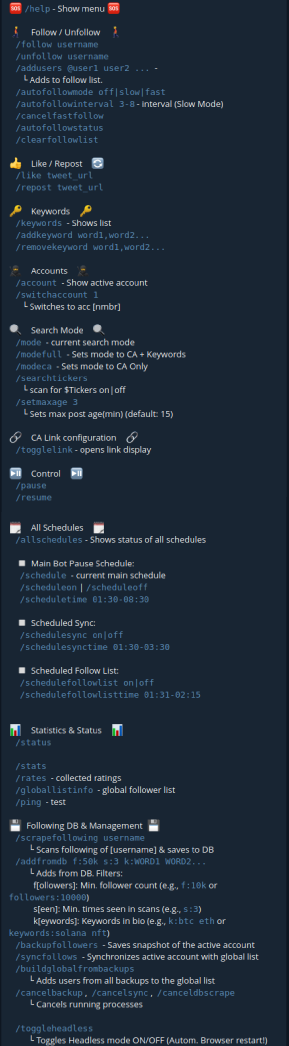 🆘 /help - Show menu 🆘
🚶 Follow / Unfollow 🚶
/follow username
/unfollow username
/addusers @user1 user2 ... -
└ Adds to follow list.
/autofollowmode off|slow|fast
/autofollowinterval 3-8 - interval (Slow Mode)
/cancelfastfollow
/autofollowstatus
/clearfollowlist
👍 Like / Repost 🔄
/like tweet_url
/repost tweet_url
🔑 Keywords 🔑
/keywords - Shows list
/addkeyword word1,word2...
/removekeyword word1,word2...
Accounts
/account - Show active account
/switchaccount 1
└ Switches to acc [nmbr]
🔍 Search Mode 🔍
/mode - current search mode
/modefull - Sets mode to CA + Keywords
/modeca - Sets mode to CA Only
/searchtickers
└ scan for $Tickers on|off
/setmaxage 3
└ Sets max post age(min) (default: 15)
🔗 CA Link configuration 🔗
/togglelink - opens link display
⏯️ Control ⏯️
/pause
/resume
🗓️ All Schedules 🗓️
/allschedules - Shows status of all schedules
◻️ Main Bot Pause Schedule:
/schedule - current main schedule
/scheduleon | /scheduleoff
/scheduletime 01:30-08:30
◻️ Scheduled Sync:
/schedulesync on|off
/schedulesynctime 01:30-03:30
◻️ Scheduled Follow List:
/schedulefollowlist on|off
/schedulefollowlisttime 01:31-02:15
📊 Statistics & Status 📊
/status
/stats
/rates - collected ratings
/globallistinfo - global follower list
/ping - test
💾 Following DB & Management 💾
/scrapefollowing username
└ Scans following of [username] & saves to DB
/addfromdb f:50k s:3 k:WORD1 WORD2...
└ Adds from DB. Filters:
f[ollowers]: Min. follower count (e.g., f:10k or
followers:10000)
s[een]: Min. times seen in scans (e.g., s:3)
k[eywords]: Keywords in bio (e.g., k:btc eth or
keywords:solana nft)
/backupfollowers - Saves snapshot of the active account
/syncfollows - Synchronizes active account with global list
/buildglobalfrombackups
└ Adds users from all backups to the global list
/cancelbackup, /cancelsync, /canceldbscrape
└ Cancels running processes
/toggleheadless
└ Toggles Headless mode ON/OFF (Autom. Browser restart!)